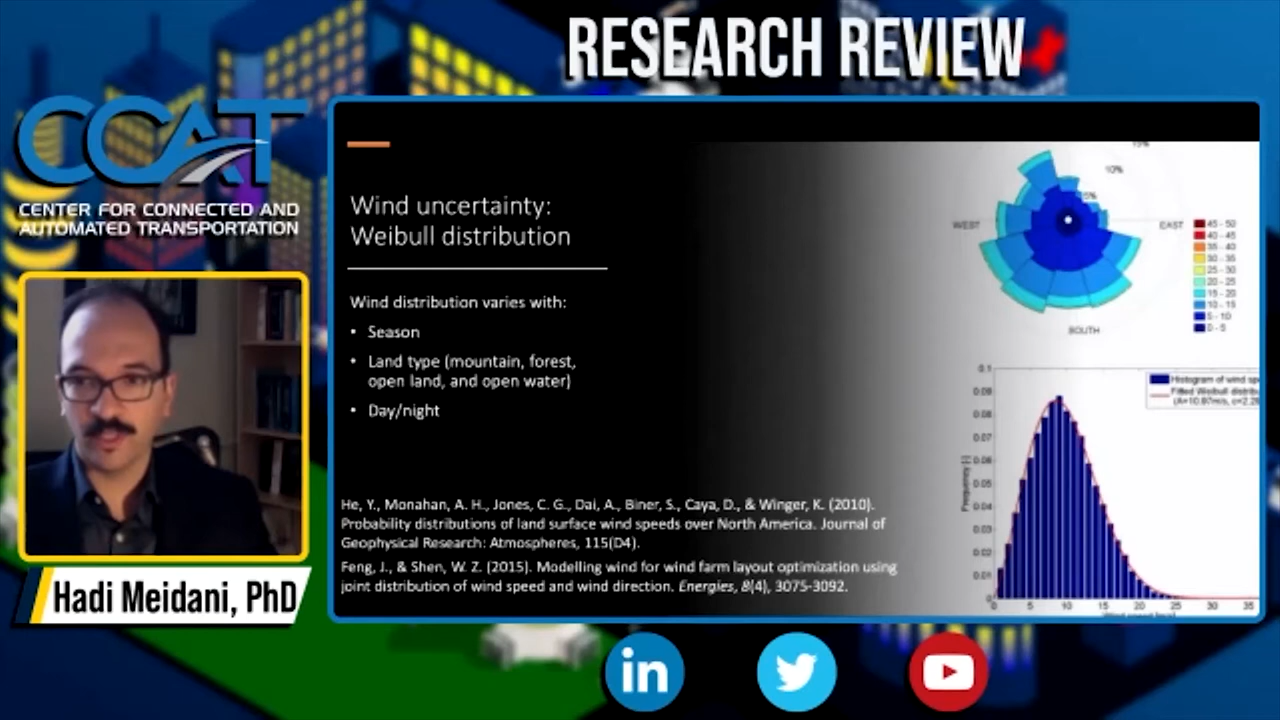 RESEARCH REVIEW
CCAT
CENTER FOR CONNECTED AND
AUTOMATED TRANSPORTATION
Hadi Meidani, PhD
Wind uncertainty:
Weibull distribution
Wind distribution varies with:
• Season
• Land type (mountain, forest,
open land, and open water)
• Day/night
He, Y., Monahan, A. H., Jones, C. G., Dai, A., Biner, S., Caya, D., & Winger, K. (2010).
Probability distributions of land surface wind speeds over North America. Journal of
Geophysical Research: Atmospheres, 115(D4).
Feng, J., & Shen, W. Z. (2015). Modelling wind for wind farm layout optimization using
joint distribution of wind speed and wind direction. Energies, 8(4), 3075-3092.
15%
10%
5%
WEST
EAST
SOUTH
45 - 50
40 - 45
35 - 40
30 - 35
25 - 30
20 - 25
15 - 20
10 - 15
5 - 10
0 - 5
Histogram of wind
Fitted Weibull
0.1
0.09
0.08
0.07
0.06
0.05
0.04
0.03
0.02
0.01
0
Frequency [-]
0 5 10 15 20 25 30 35
in